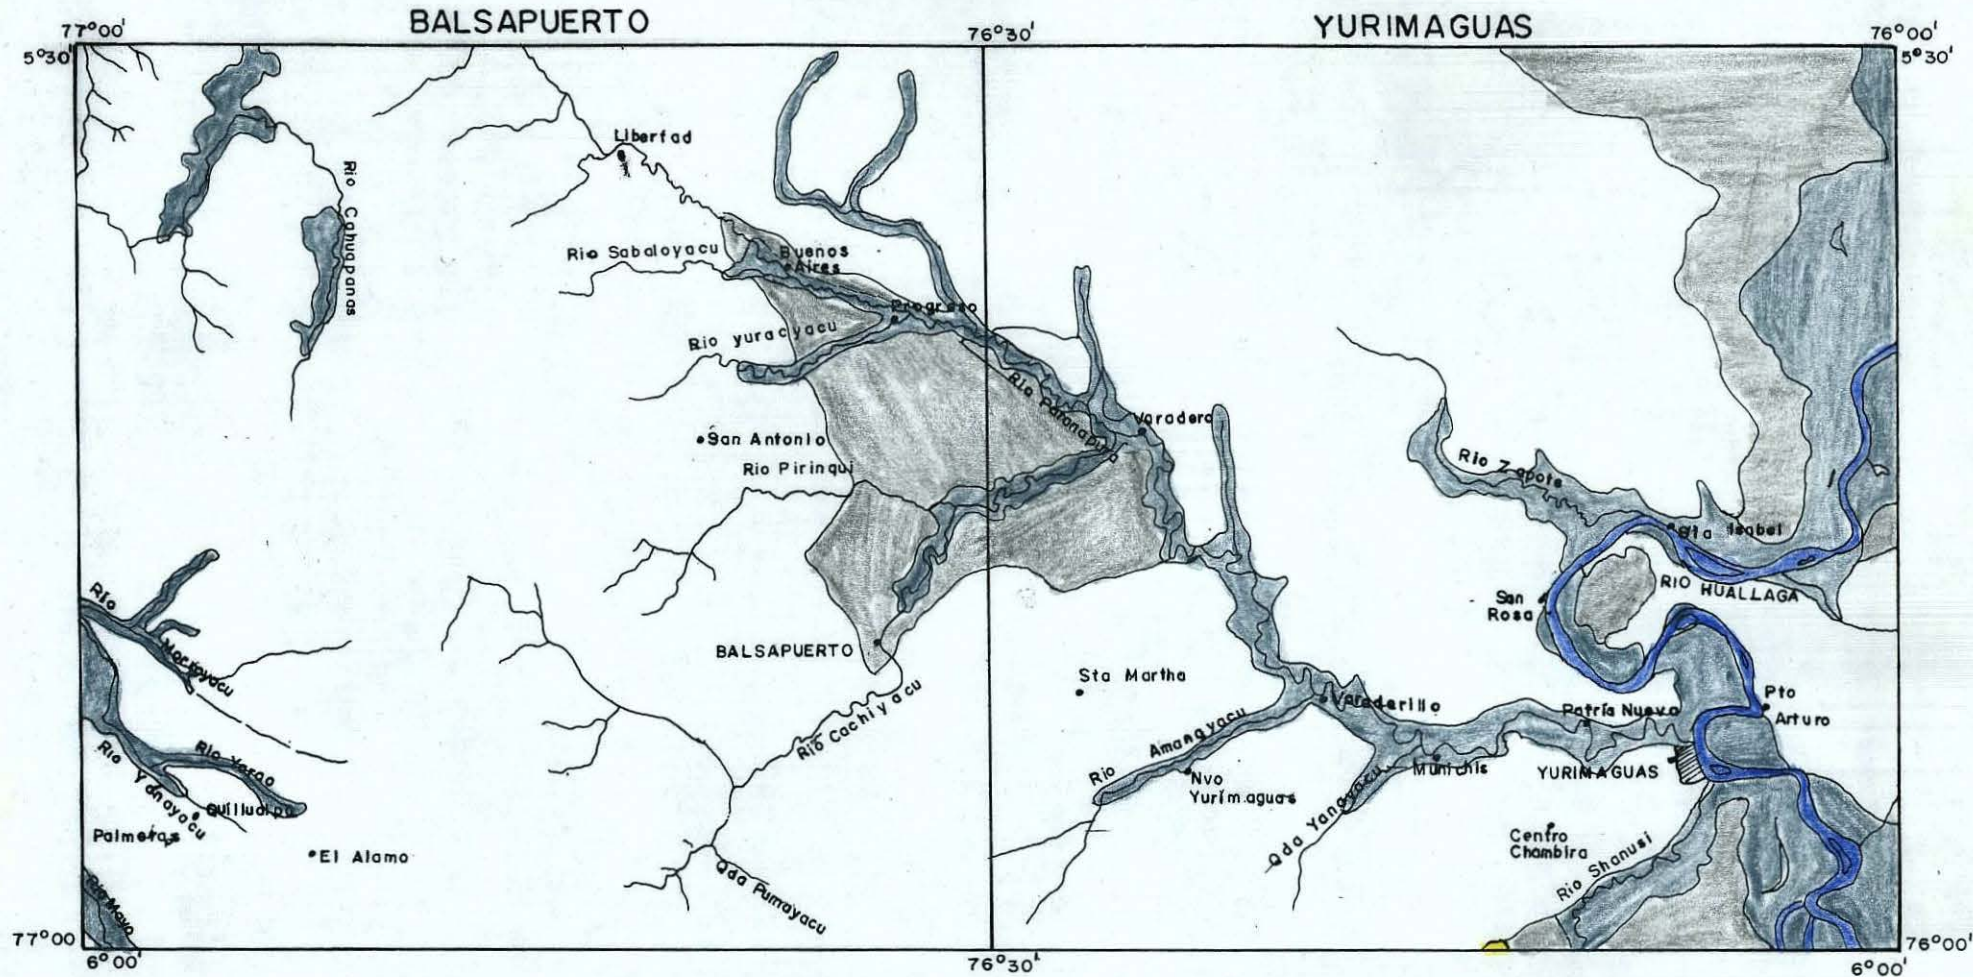 BALSAPUERTO
YURIMAGUAS
77°00'
76°30'
76°00'
5°30'
5°30'
Libertad
Rio Cahuapanas
Rio Sabaloyacu
Buenos
Aires
Progreso
Rio yuracyacu
Rio Paranapura
Varadero
San Antonio
Rio Pirinqui
Rio Zapote
Sta Isabel
RIO HUALLAGA
San
Rosa
Rio
Morroyacu
BALSAPUERTO
Sta Martha
Rio Cachiyacu
Varaderillo
Patría Nueva
Pto
Arturo
Rio Amangyacu
Munichis
YURIMAGUAS
Nvo
Yurimaguas
Qda Yanayacu
Rio Yanayacu
Quilluallpa
Palmeras
El Alamo
Centro
Chambira
Rio Shanusi
Qda Pumayacu
Rio Mayo
77°00
6°00'
76°30'
76°00'
6°00'